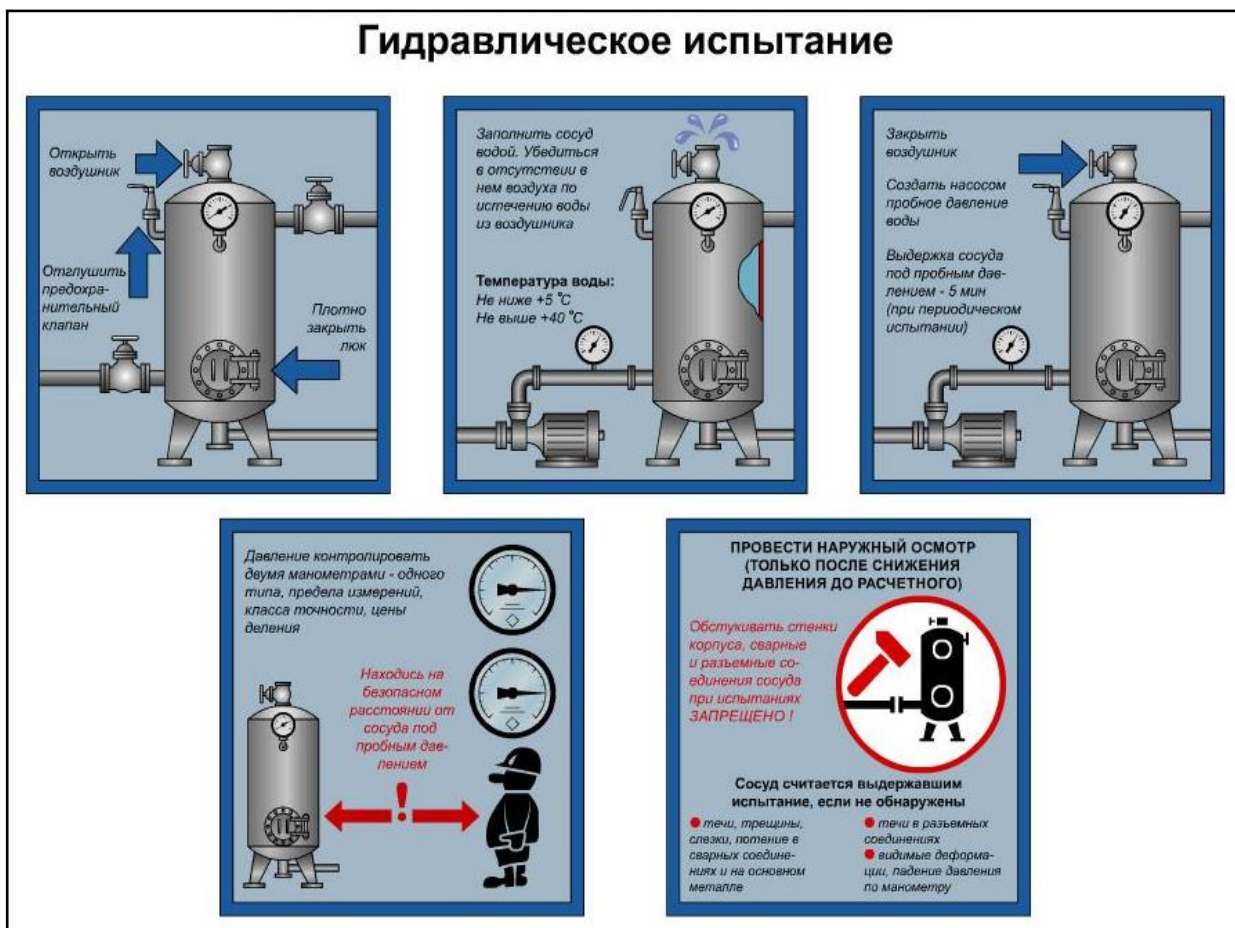 Гидравлическое испытание
Открыть
воздушник
Отглушить
предохра-
нительный
клапан
Плотно
закрыть
люк
Заполнить сосуд
водой. Убедиться
в отсутствии в
нем воздуха по
истечению воды
из воздушника
Температура воды:
Не ниже +5 °C
Не выше +40 °C
Закрыть
воздушник
Создать насосом
пробное давление
воды
Выдержка сосуда
под пробным дав-
лением - 5 мин
(при периодическом
испытании)
Давление контролировать
двумя манометрами - одного
типа, предела измерений,
класса точности, цены
деления
Находись на
безопасном
расстоянии от
сосуда под
пробным дав-
лением
!
ПРОВЕСТИ НАРУЖНЫЙ ОСМОТР
(ТОЛЬКО ПОСЛЕ СНИЖЕНИЯ
ДАВЛЕНИЯ ДО РАСЧЕТНОГО)
Обстукивать стенки
корпуса, сварные
и разъемные со-
единения сосуда
при испытаниях
ЗАПРЕЩЕНО !
Сосуд считается выдержавшим
испытание, если не обнаружены
● течи, трещины,
слезки, потение в
сварных соедине-
ниях и на основном
металле
● течи в разъемных
соединениях
● видимые деформа-
ции, падение давления
по манометру